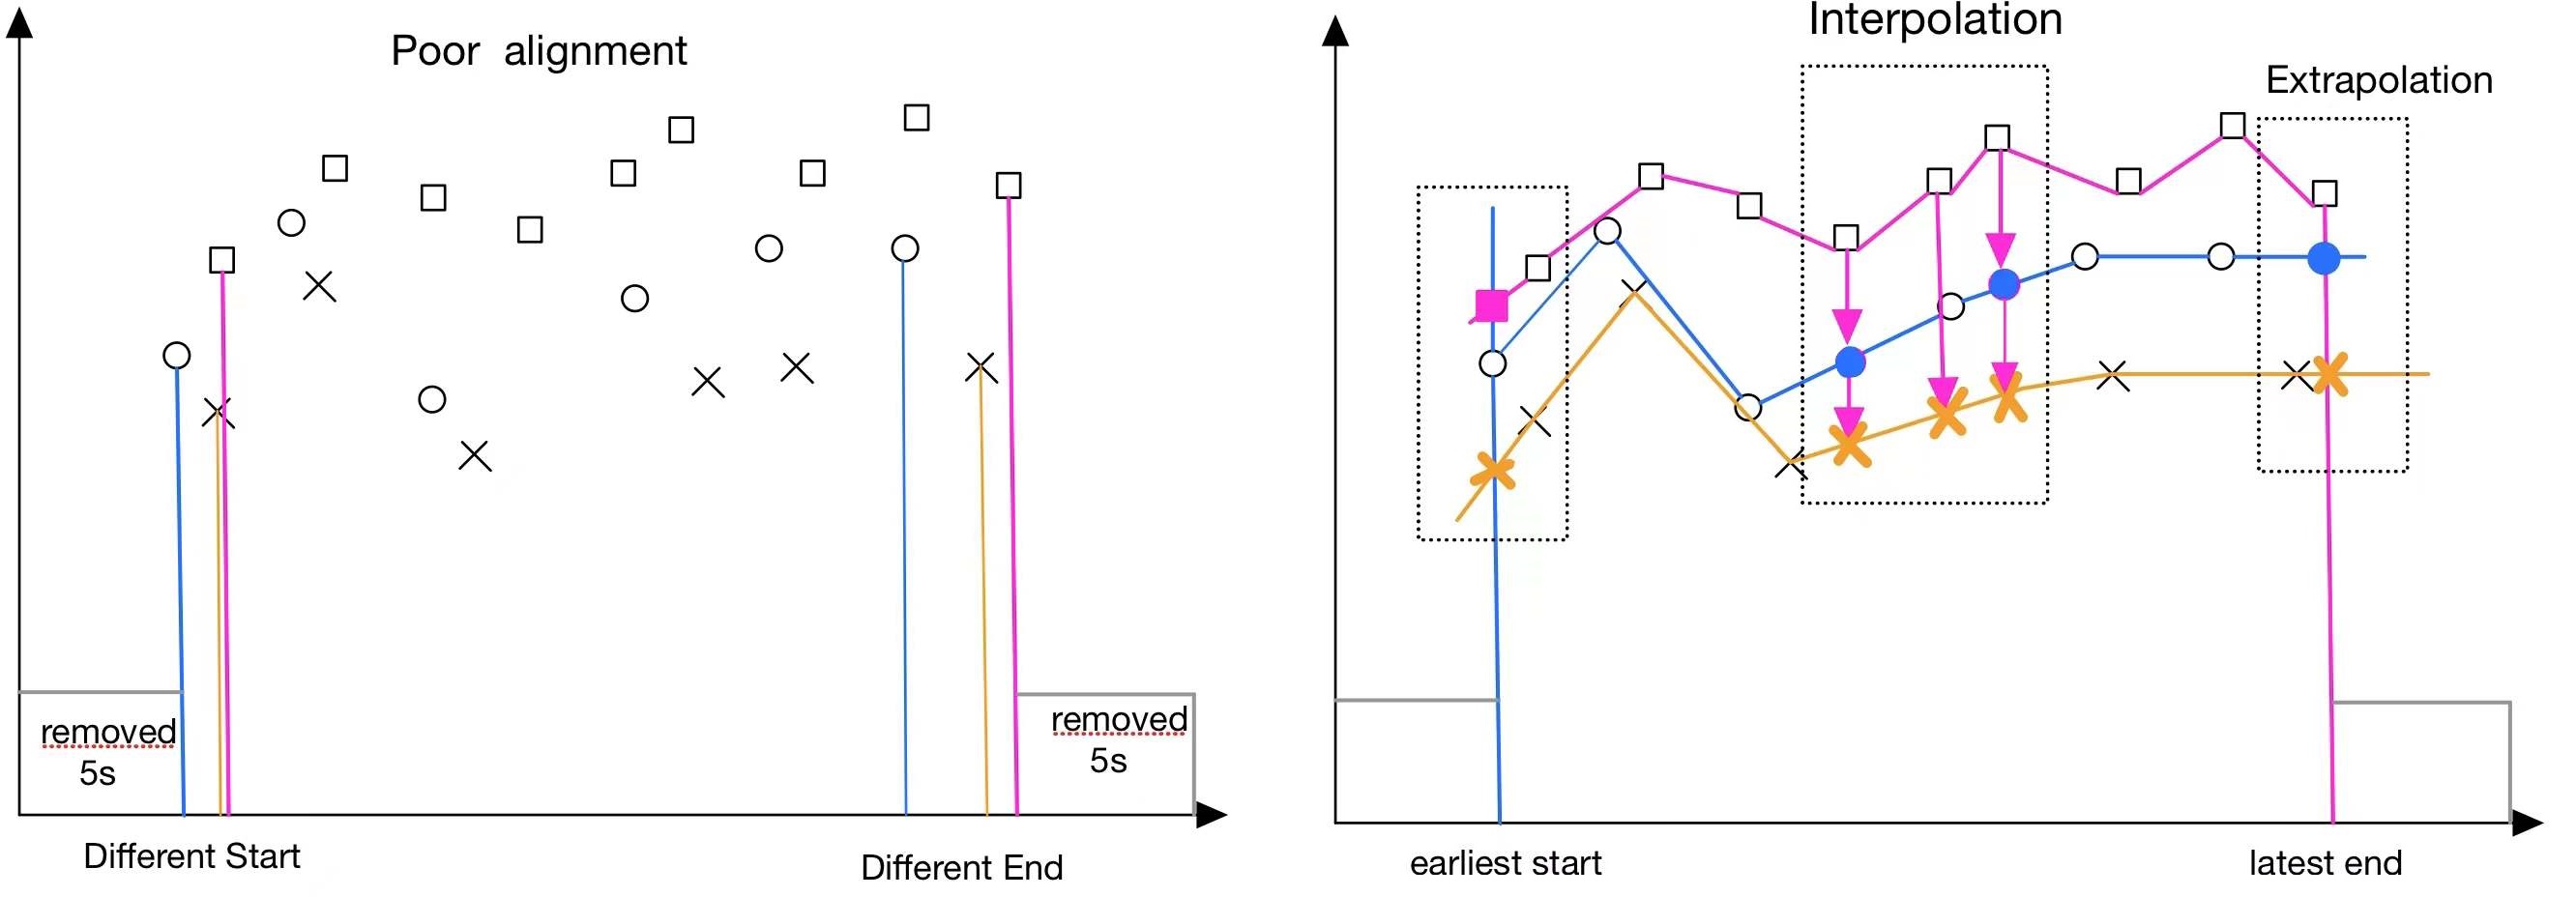 Poor alignment
removed
5s
removed
5s
Different Start
Different End
Interpolation
Extrapolation
earliest start
latest end